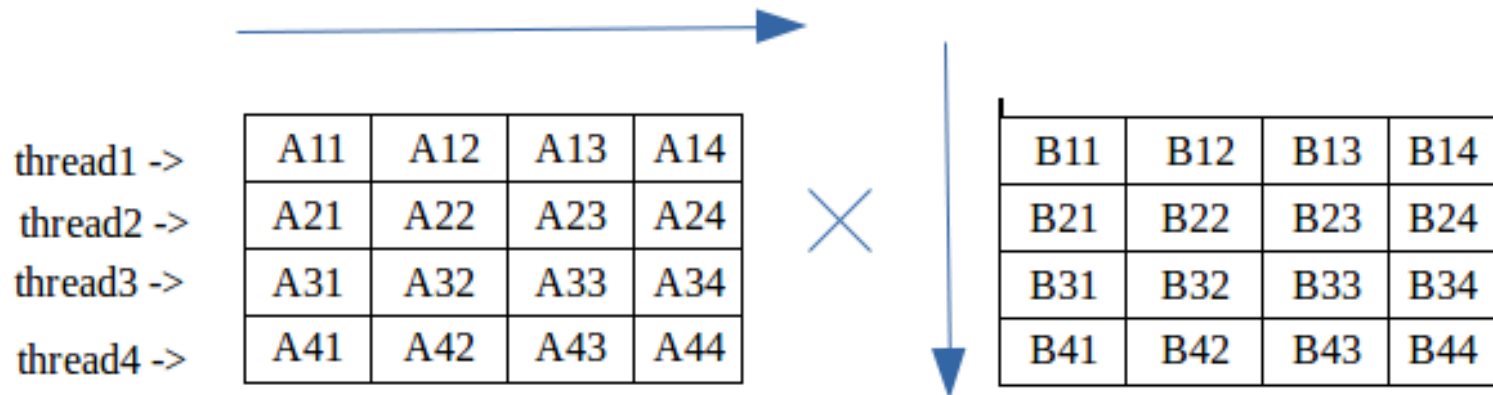 thread1 -> A11 A12 A13 A14 B11 B12 B13 B14
thread2 -> A21 A22 A23 A24 B21 B22 B23 B24
thread3 -> A31 A32 A33 A34 B31 B32 B33 B34
thread4 -> A41 A42 A43 A44 B41 B42 B43 B44